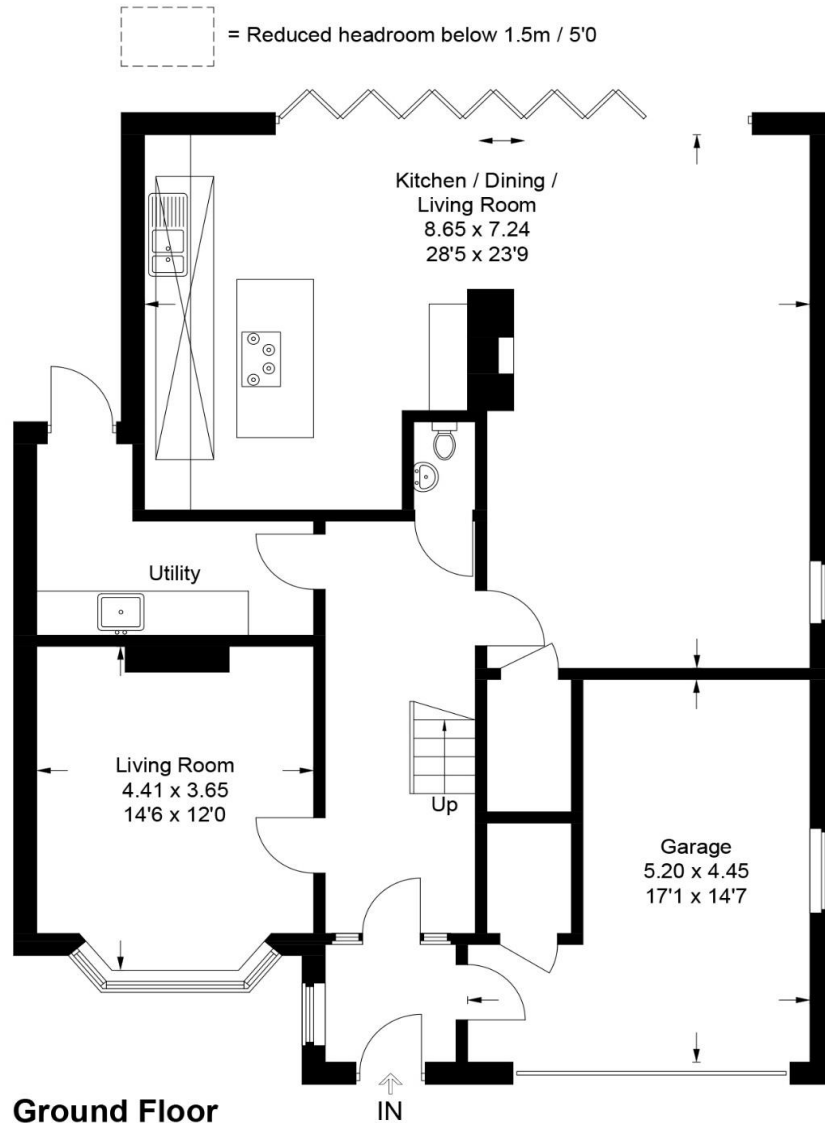 = Reduced headroom below 1.5m / 5'0
Kitchen / Dining /
Living Room
8.65 x 7.24
28'5 x 23'9
Utility
Living Room
4.41 x 3.65
14'6 x 12'0
Up
Garage
5.20 x 4.45
17'1 x 14'7
Ground Floor
IN